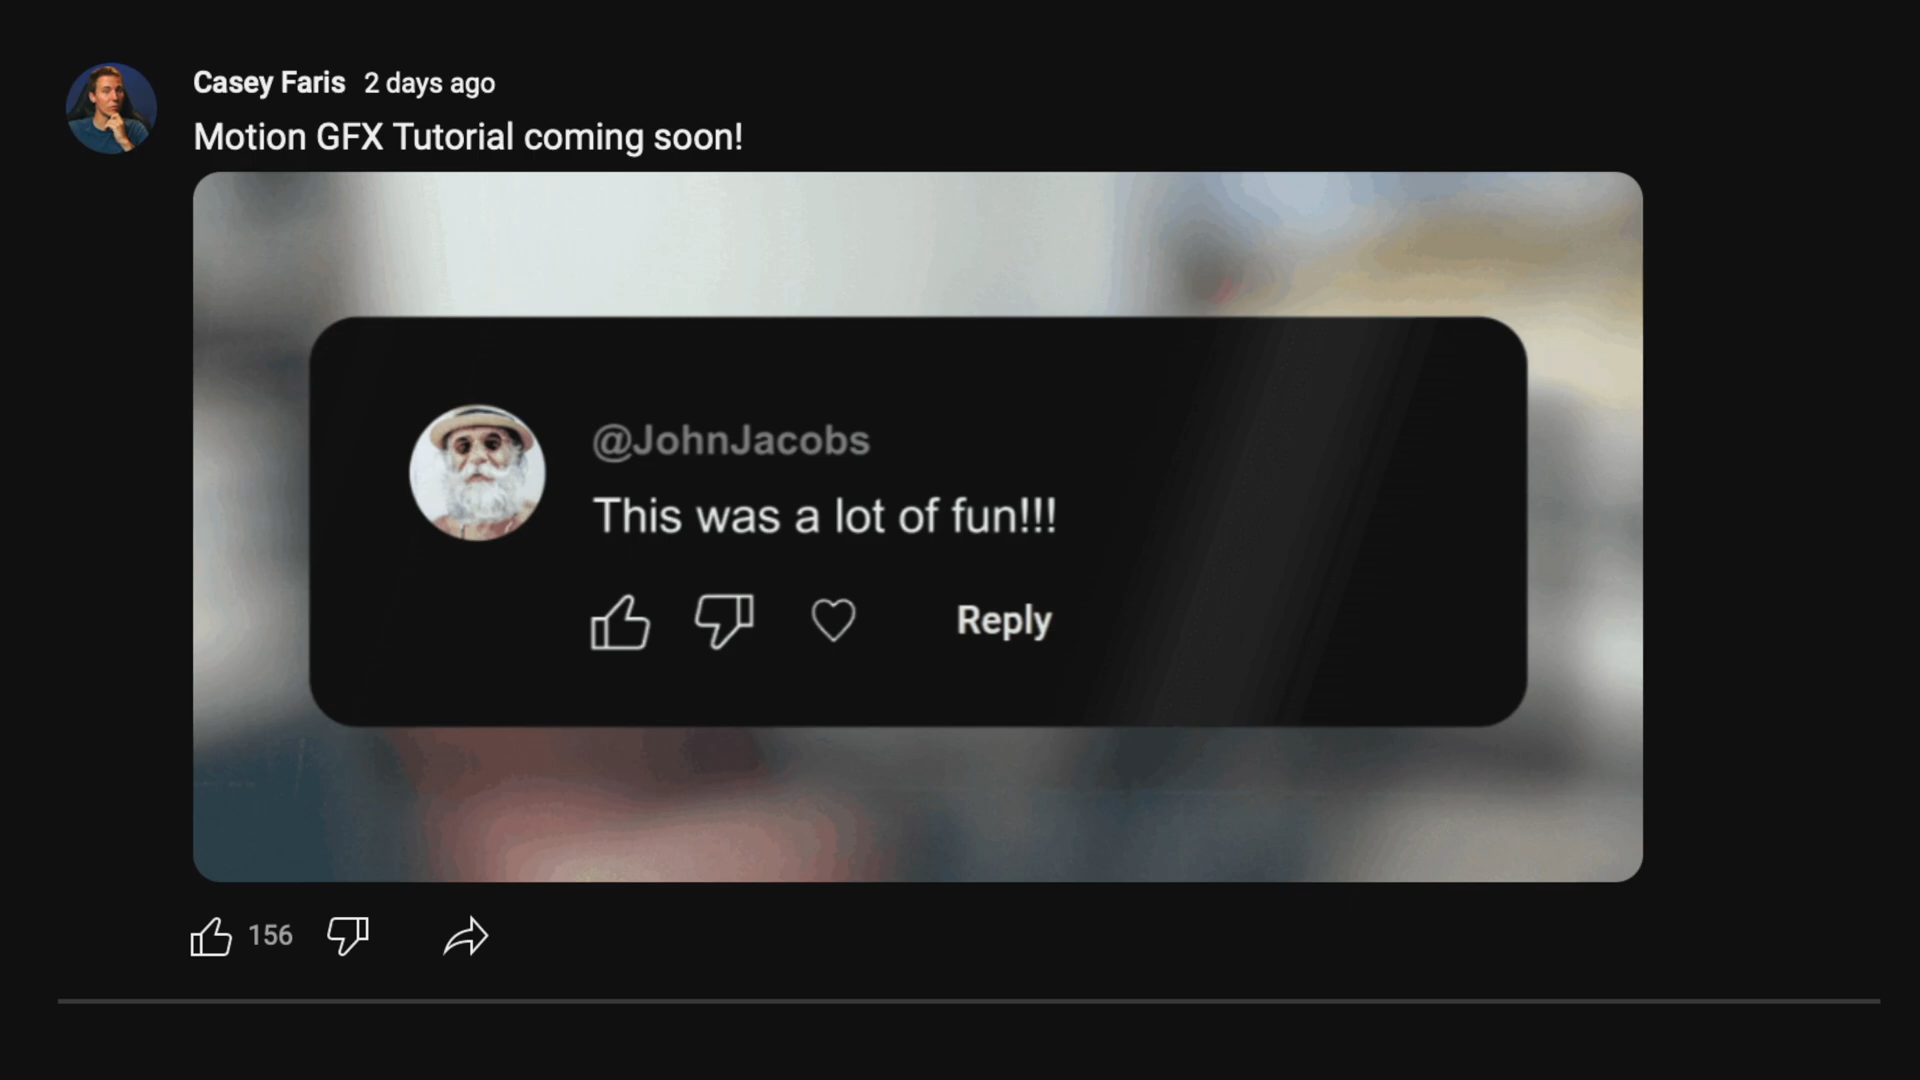 Casey Faris 2 days ago
Motion GFX Tutorial coming soon!
@JohnJacobs
This was a lot of fun!!!
Reply
156